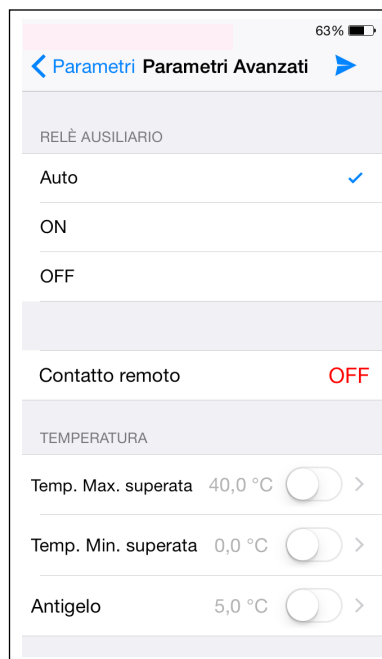 63%
Parametri Parametri Avanzati
RELÈ AUSILIARIO
Auto
ON
OFF
Contatto remoto OFF
TEMPERATURA
Temp. Max. superata 40,0 °C
Temp. Min. superata 0,0 °C
Antigelo 5,0 °C